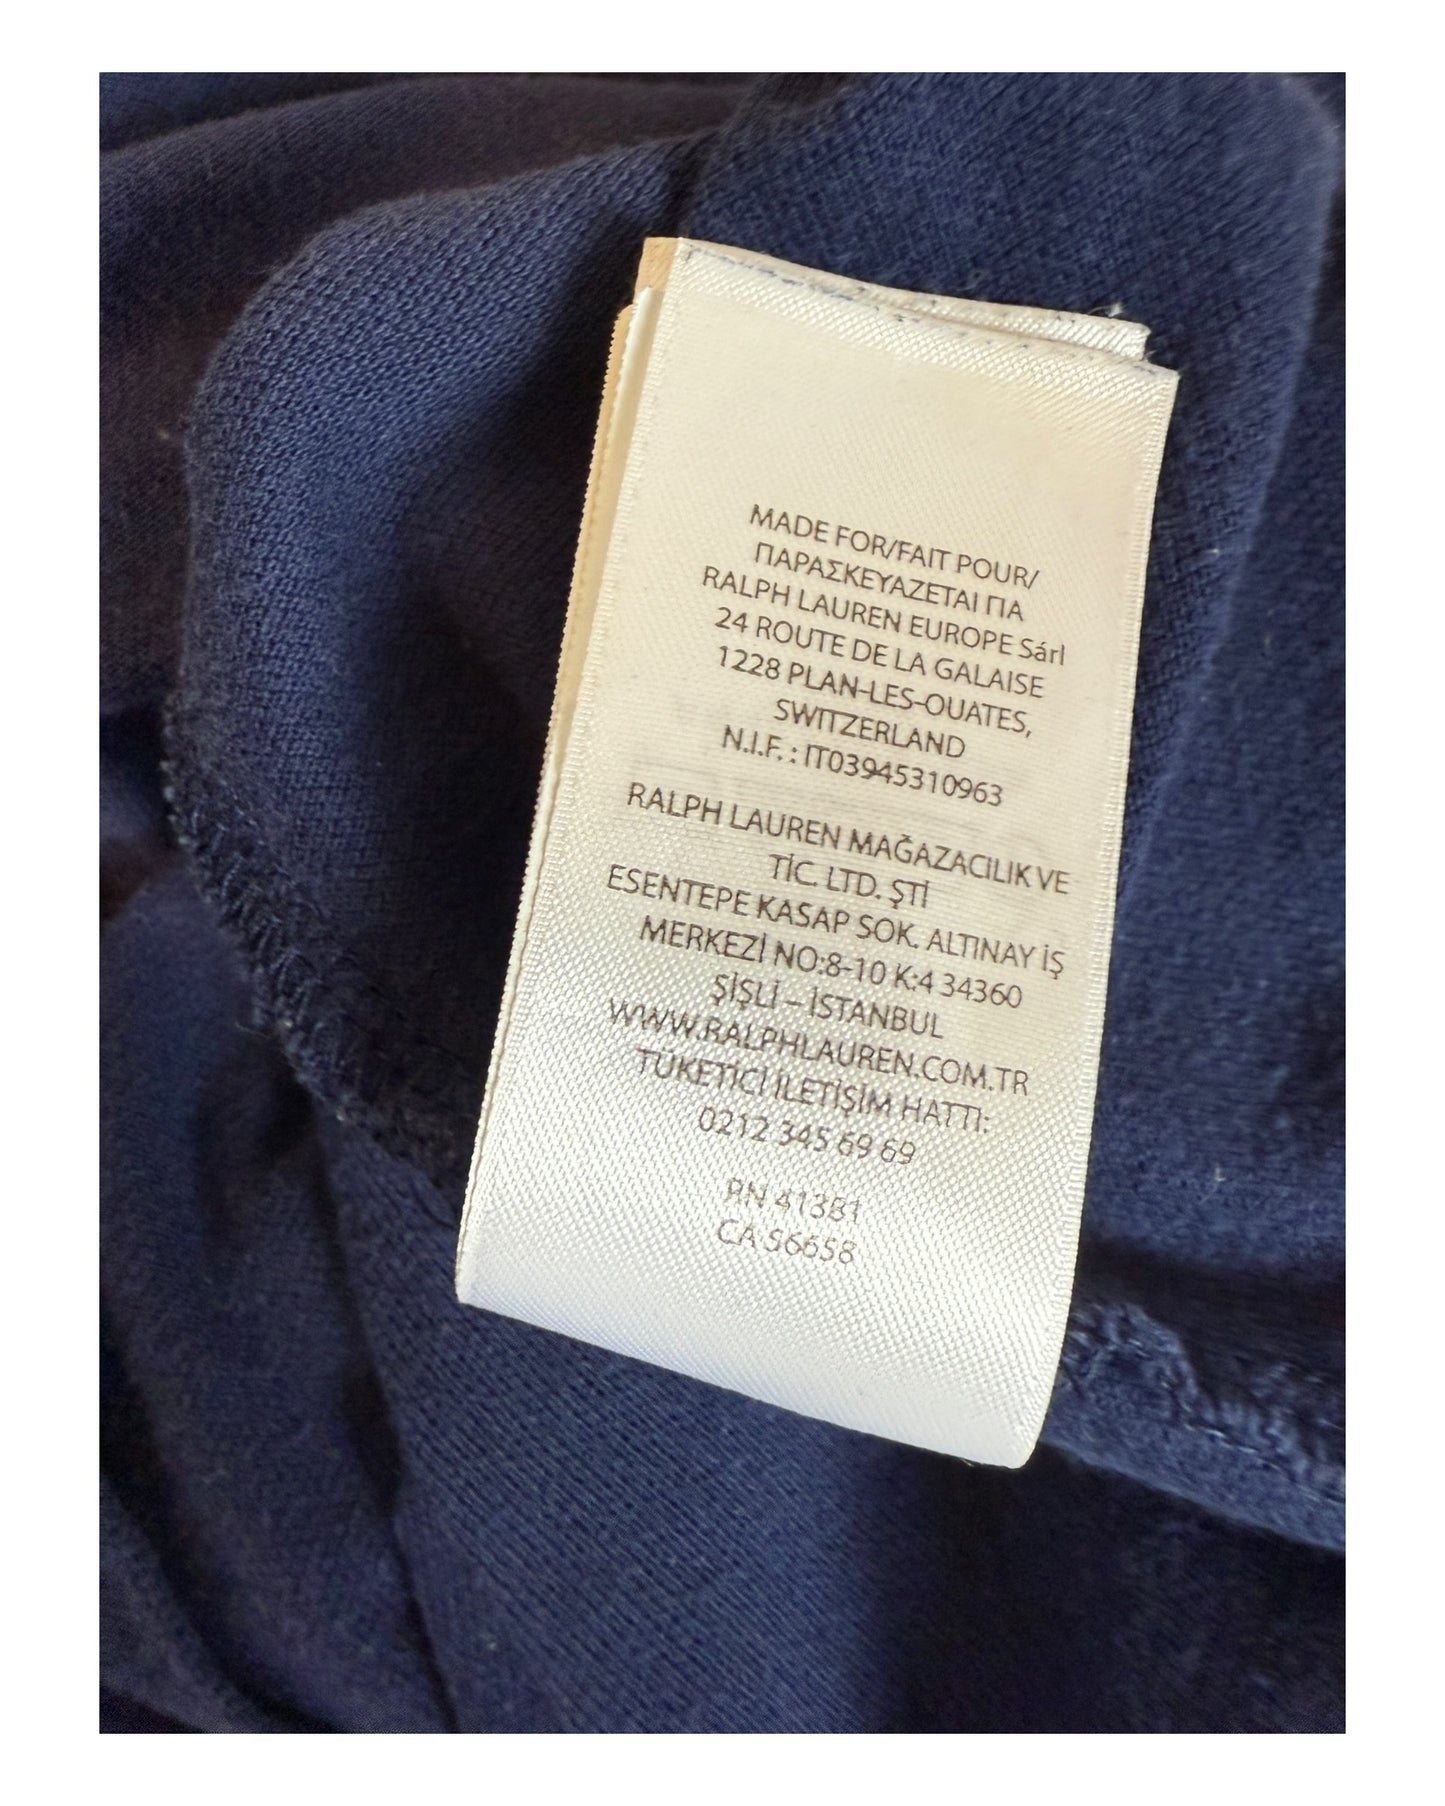 MADE FOR/FAIT POUR/
ΠΑΡΑΣΚΕΥΑΖΕΤΑΙ ΓΙΑ
RALPH LAUREN EUROPE Sárl
24 ROUTE DE LA GALAISE
1228 PLAN-LES-OUATES,
SWITZERLAND
N.I.F. : IT03945310963
RALPH LAUREN MAĞAZACILIK VE
TİC. LTD. ŞTİ
ESENTEPE KASAP SOK. ALTINAY İŞ
MERKEZİ NO:8-10 K:4 34360
ŞİŞLİ – İSTANBUL
WWW.RALPHLAUREN.COM.TR
TÜKETİCİ İLETİŞİM HATTI:
0212 345 69 69
RN 41381
CA 56658